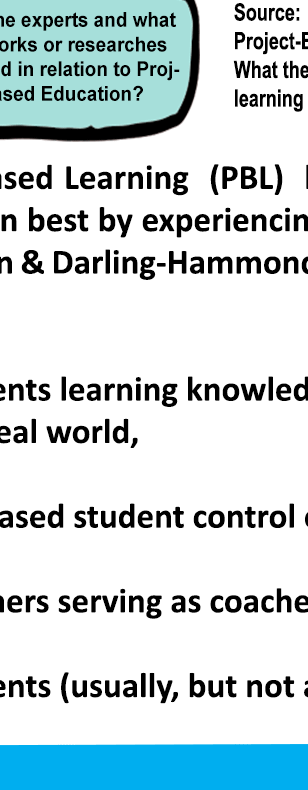 he experts and what
orks or researches
d in relation to Proj-
ased Education?
Source:
Project-E
What the
learning
ased Learning (PBL)
n best by experiencin
n & Darling-Hammond
ents learning knowled
eal world,
ased student control
ners serving as coache
ents (usually, but not a